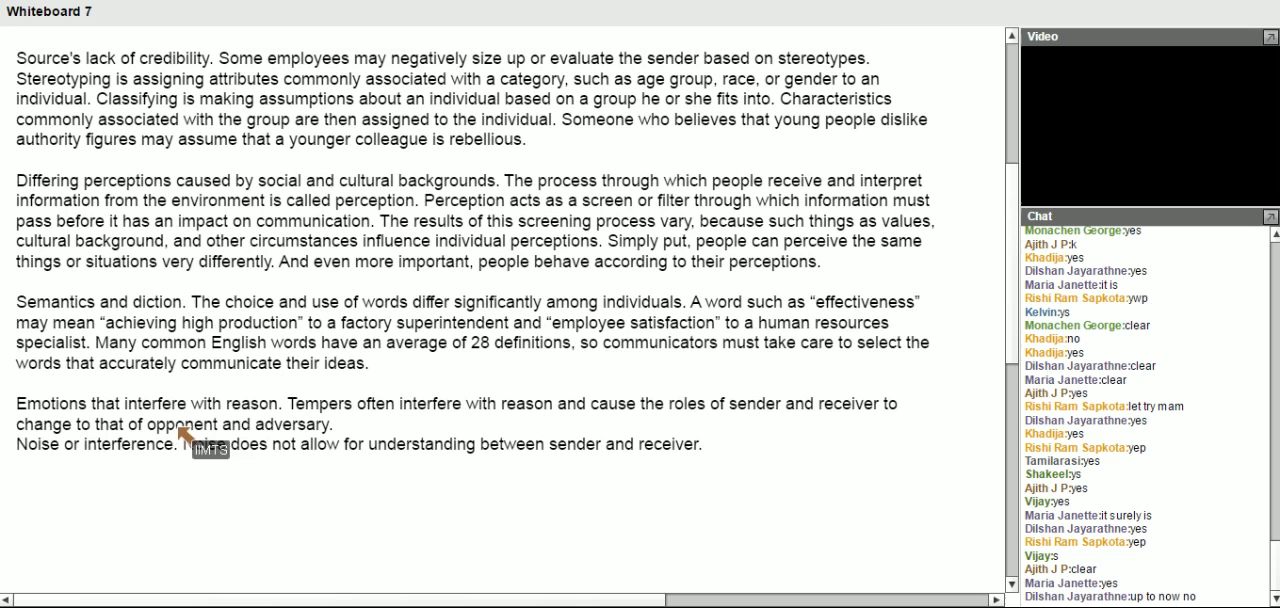 Whiteboard 7
Source's lack of credibility. Some employees may negatively size up or evaluate the sender based on stereotypes.
Stereotyping is assigning attributes commonly associated with a category, such as age group, race, or gender to an
individual. Classifying is making assumptions about an individual based on a group he or she fits into. Characteristics
commonly associated with the group are then assigned to the individual. Someone who believes that young people dislike
authority figures may assume that a younger colleague is rebellious.
Differing perceptions caused by social and cultural backgrounds. The process through which people receive and interpret
information from the environment is called perception. Perception acts as a screen or filter through which information must
pass before it has an impact on communication. The results of this screening process vary, because such things as values,
cultural background, and other circumstances influence individual perceptions. Simply put, people can perceive the same
things or situations very differently. And even more important, people behave according to their perceptions.
Semantics and diction. The choice and use of words differ significantly among individuals. A word such as “effectiveness”
may mean “achieving high production” to a factory superintendent and “employee satisfaction” to a human resources
specialist. Many common English words have an average of 28 definitions, so communicators must take care to select the
words that accurately communicate their ideas.
Emotions that interfere with reason. Tempers often interfere with reason and cause the roles of sender and receiver to
change to that of opponent and adversary.
Noise or interference. Noise does not allow for understanding between sender and receiver.
IIMTS
Video
Chat
Monachen George:yes
Ajith J P:k
Khadija:yes
Dilshan Jayarathne:yes
Maria Janette:it is
Rishi Ram Sapkota:ywp
Kelvin:ys
Monachen George:clear
Khadija:no
Khadija:yes
Dilshan Jayarathne:clear
Maria Janette:clear
Ajith J P:yes
Rishi Ram Sapkota:let try mam
Dilshan Jayarathne:yes
Khadija:yes
Rishi Ram Sapkota:yep
Tamilarasi:yes
Shakeel:ys
Ajith J P:yes
Vijay:yes
Maria Janette:it surely is
Dilshan Jayarathne:yes
Rishi Ram Sapkota:yep
Vijay:s
Ajith J P:clear
Maria Janette:yes
Dilshan Jayarathne:up to now no